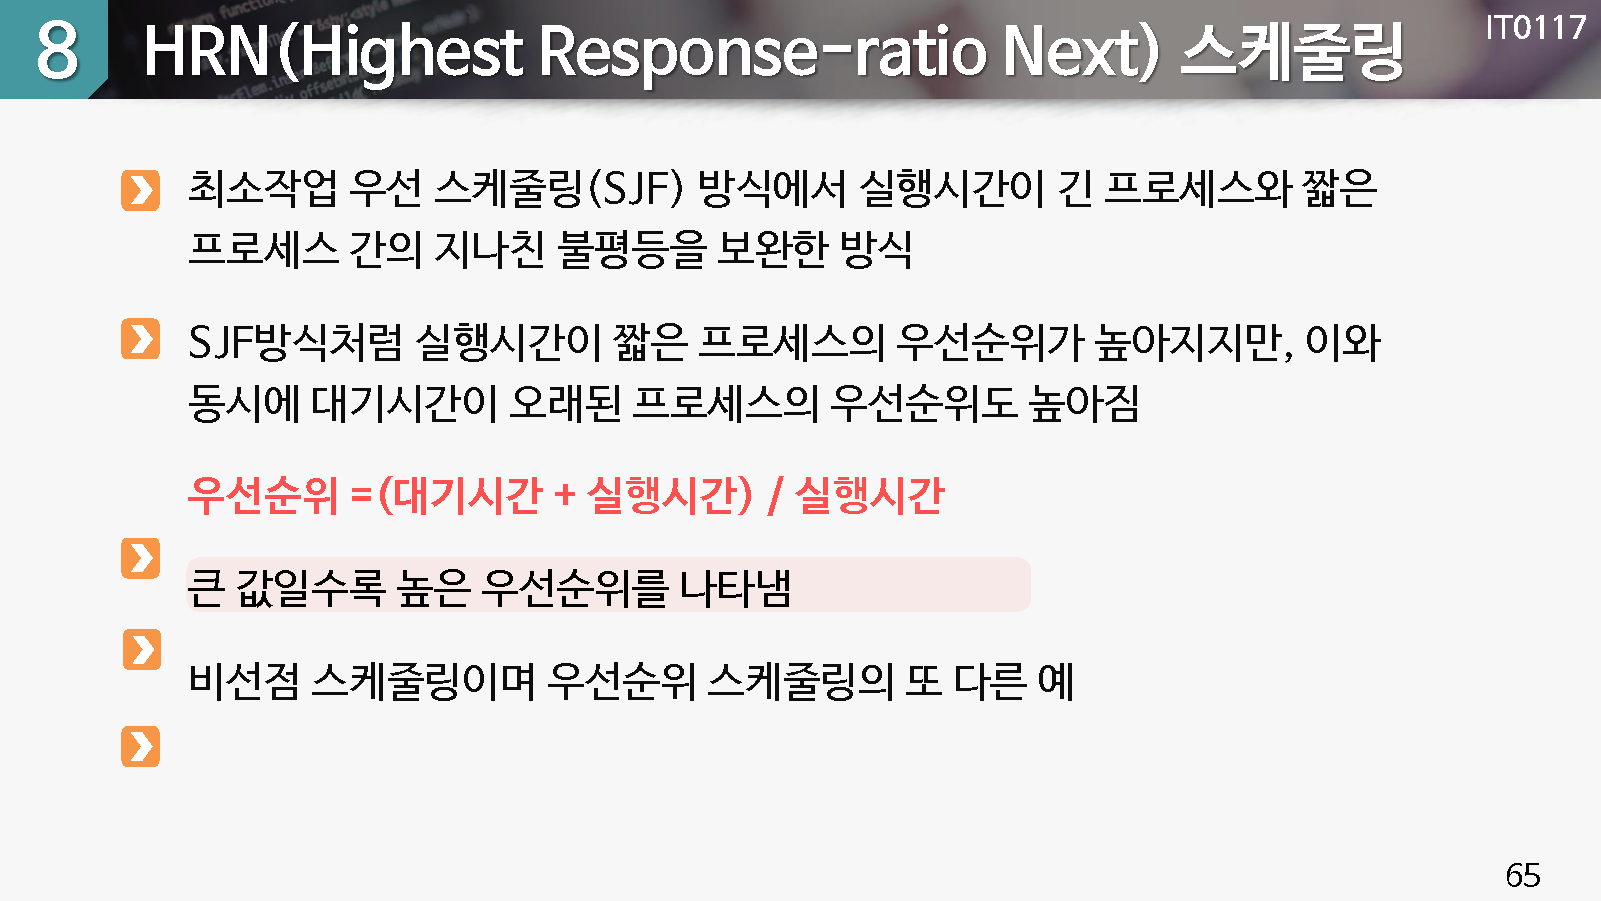 8
HRN(Highest Response-ratio Next) 스케줄링
IT0117
최소작업 우선 스케줄링(SJF) 방식에서 실행시간이 긴 프로세스와 짧은
프로세스 간의 지나친 불평등을 보완한 방식
SJF방식처럼 실행시간이 짧은 프로세스의 우선순위가 높아지지만, 이와
동시에 대기시간이 오래된 프로세스의 우선순위도 높아짐
우선순위 =(대기시간 + 실행시간) / 실행시간
큰 값일수록 높은 우선순위를 나타냄
비선점 스케줄링이며 우선순위 스케줄링의 또 다른 예
65